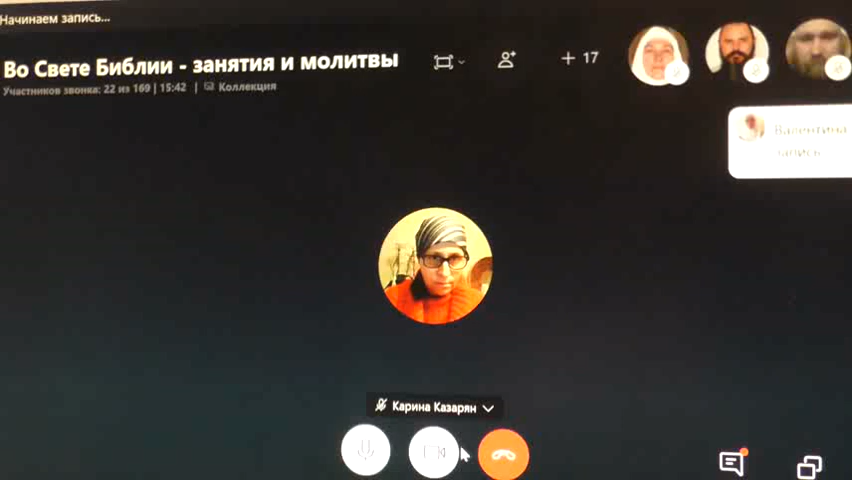 Начинаем запись...
Во Свете Библии - занятия и молитвы
Участников звонка: 22 из 169 | 15:42 | Коллекция
+ 17
Валентина
запись...
Карина Казарян